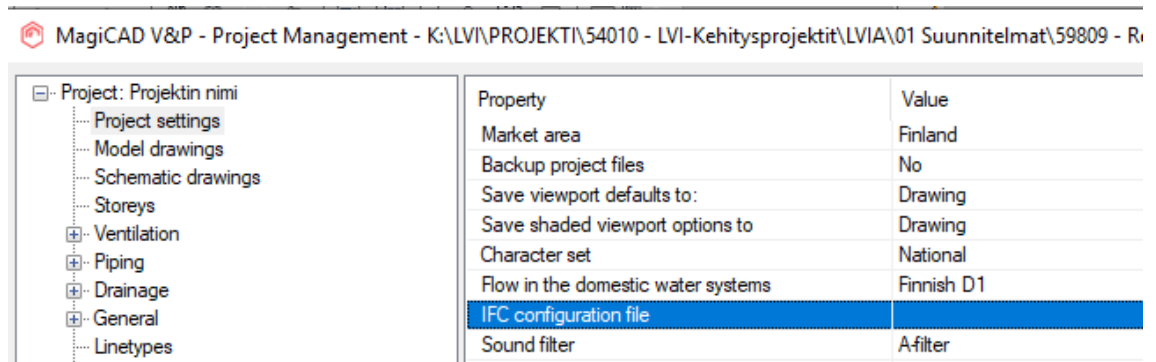 MagiCAD V&P - Project Management - K:\LVI\PROJEKTI\54010 - LVI-Kehitysprojektit\LVIA\01 Suunnitelmat\59809 -
Project: Projektin nimi
Project settings
Model drawings
Schematic drawings
Storeys
Ventilation
Piping
Drainage
General
Linetypes
Property Value
Market area Finland
Backup project files No
Save viewport defaults to: Drawing
Save shaded viewport options to Drawing
Character set National
Flow in the domestic water systems Finnish D1
IFC configuration file
Sound filter A-filter